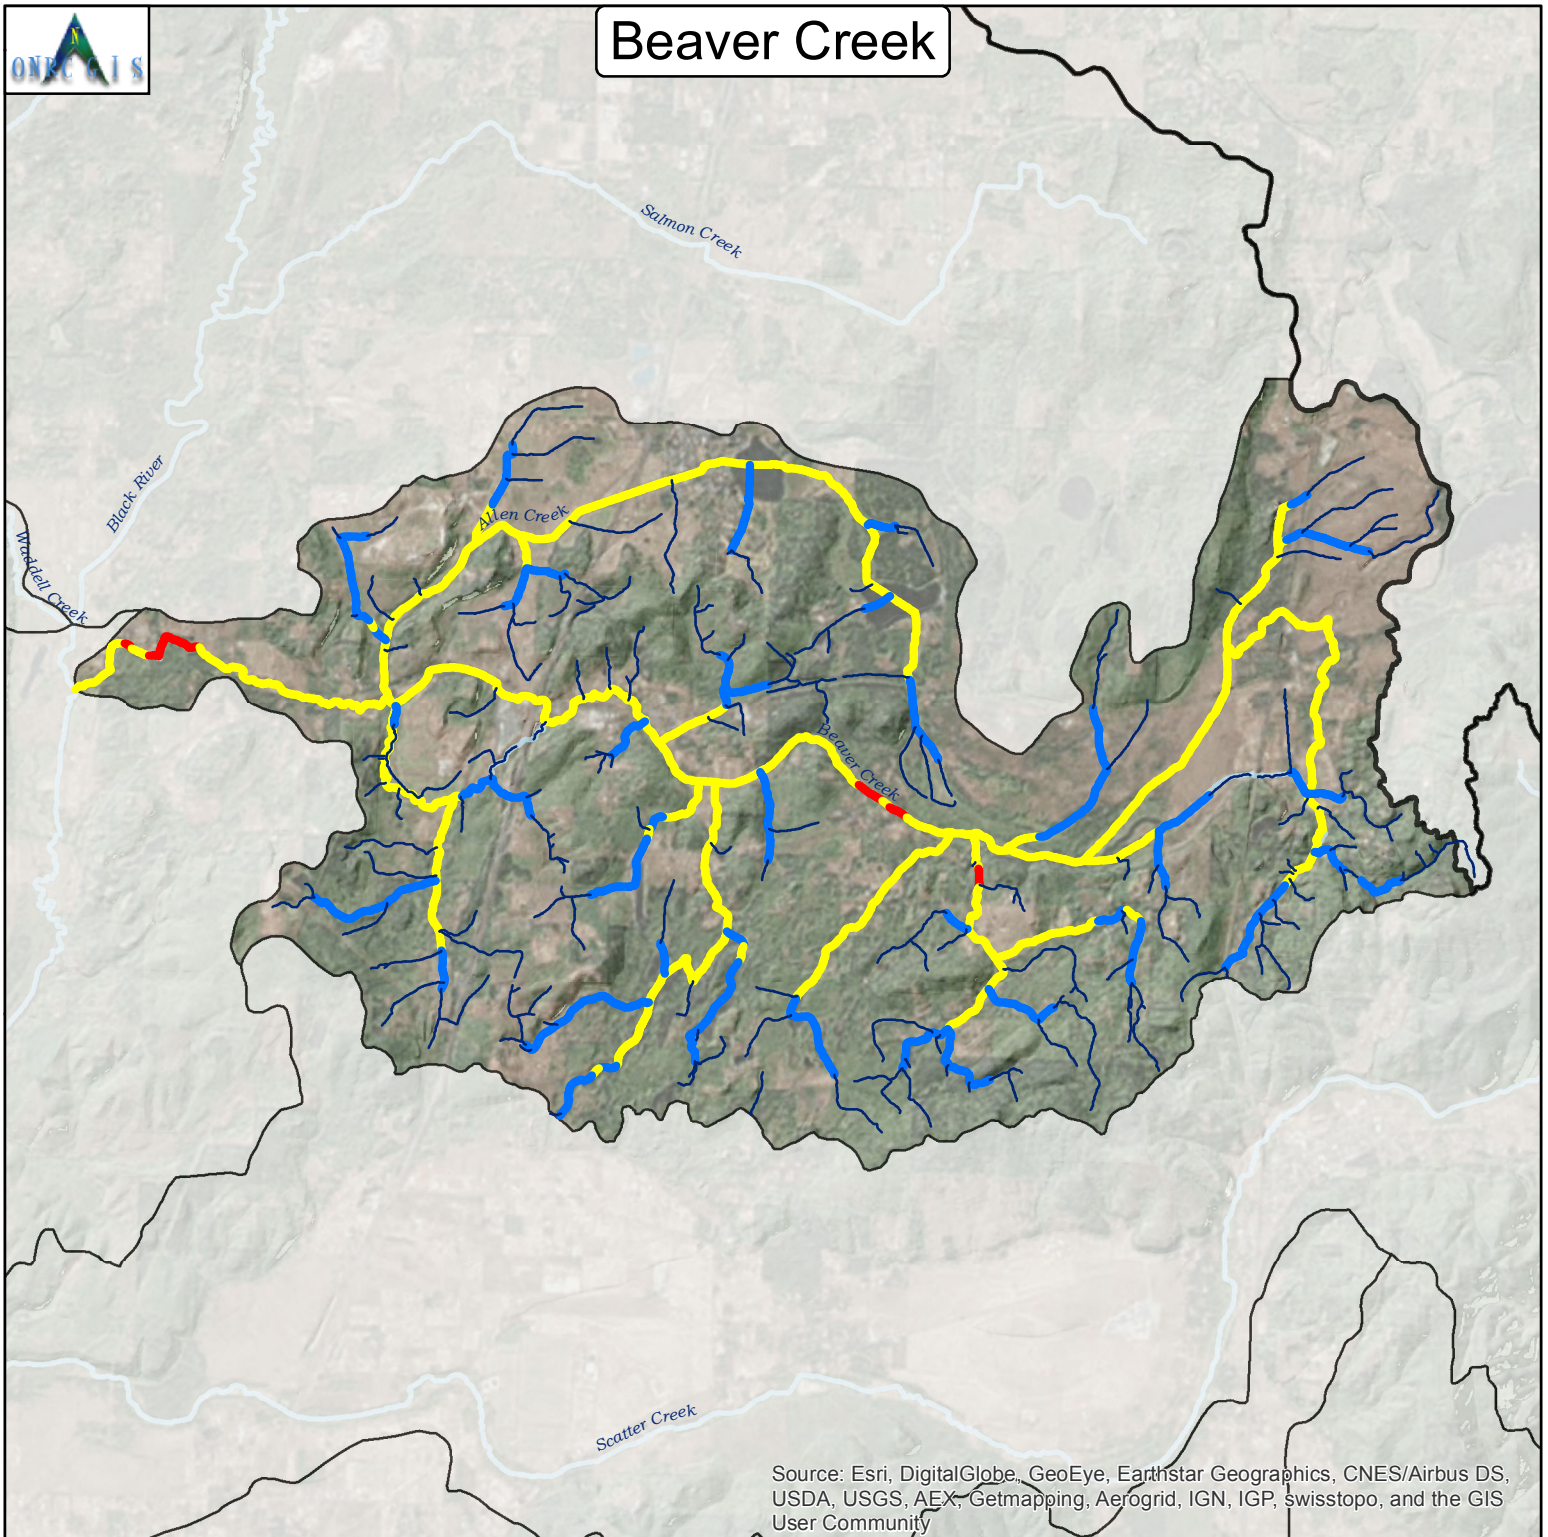 N
ONRC GIS
Beaver Creek
Salmon Creek
Black River
Waddell Creek
Allen Creek
Beaver Creek
Scatter Creek
Source: Esri, DigitalGlobe, GeoEye, Earthstar Geographics, CNES/Airbus DS,
USDA, USGS, AEX, Getmapping, Aerogrid, IGN, IGP, swisstopo, and the GIS
User Community